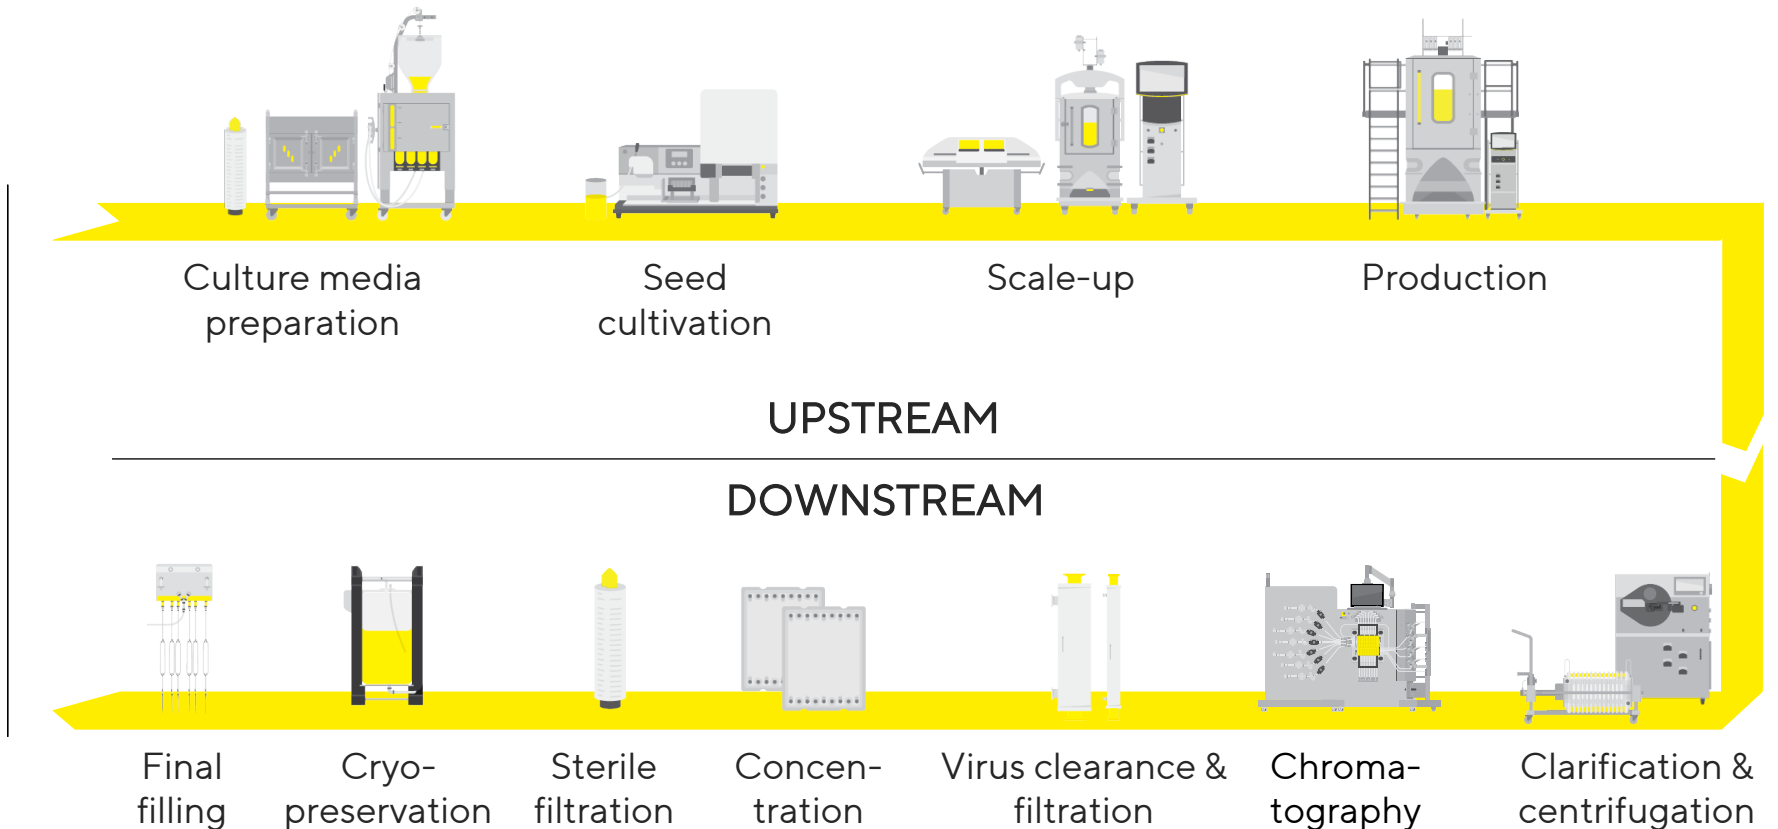 Culture media
preparation
Seed
cultivation
Scale-up
Production
UPSTREAM
DOWNSTREAM
Final
filling
Cryo-
preservation
Sterile
filtration
Concen-
tration
Virus clearance &
filtration
Chroma-
tography
Clarification &
centrifugation